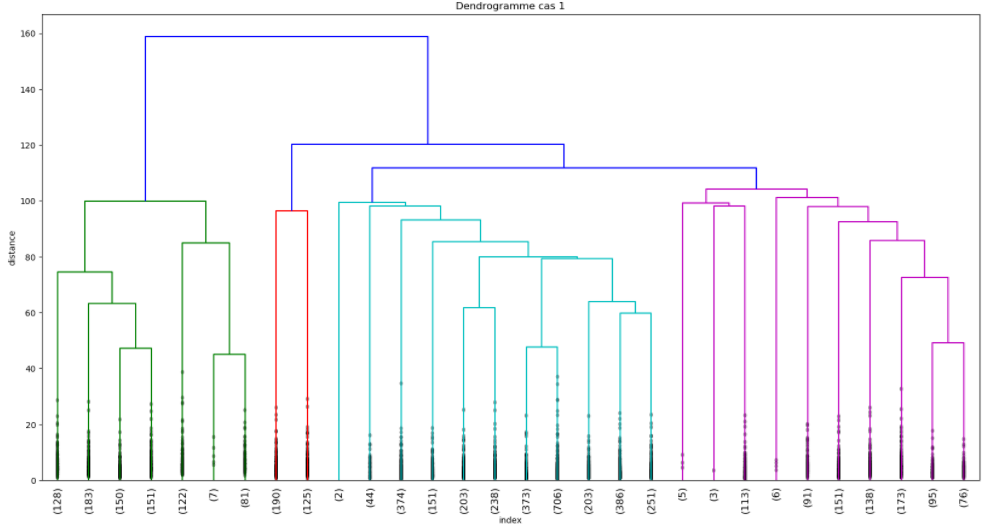 Dendrogramme cas 1
160
140
120
100
80
60
40
20
0
distance
(128) (183) (150) (151) (122) (7) (81) (190) (125) (2) (44) (374) (151) (203) (238) (373) (706) (203) (386) (251) (5) (3) (113) (6) (91) (151) (138) (173) (95) (76)
index